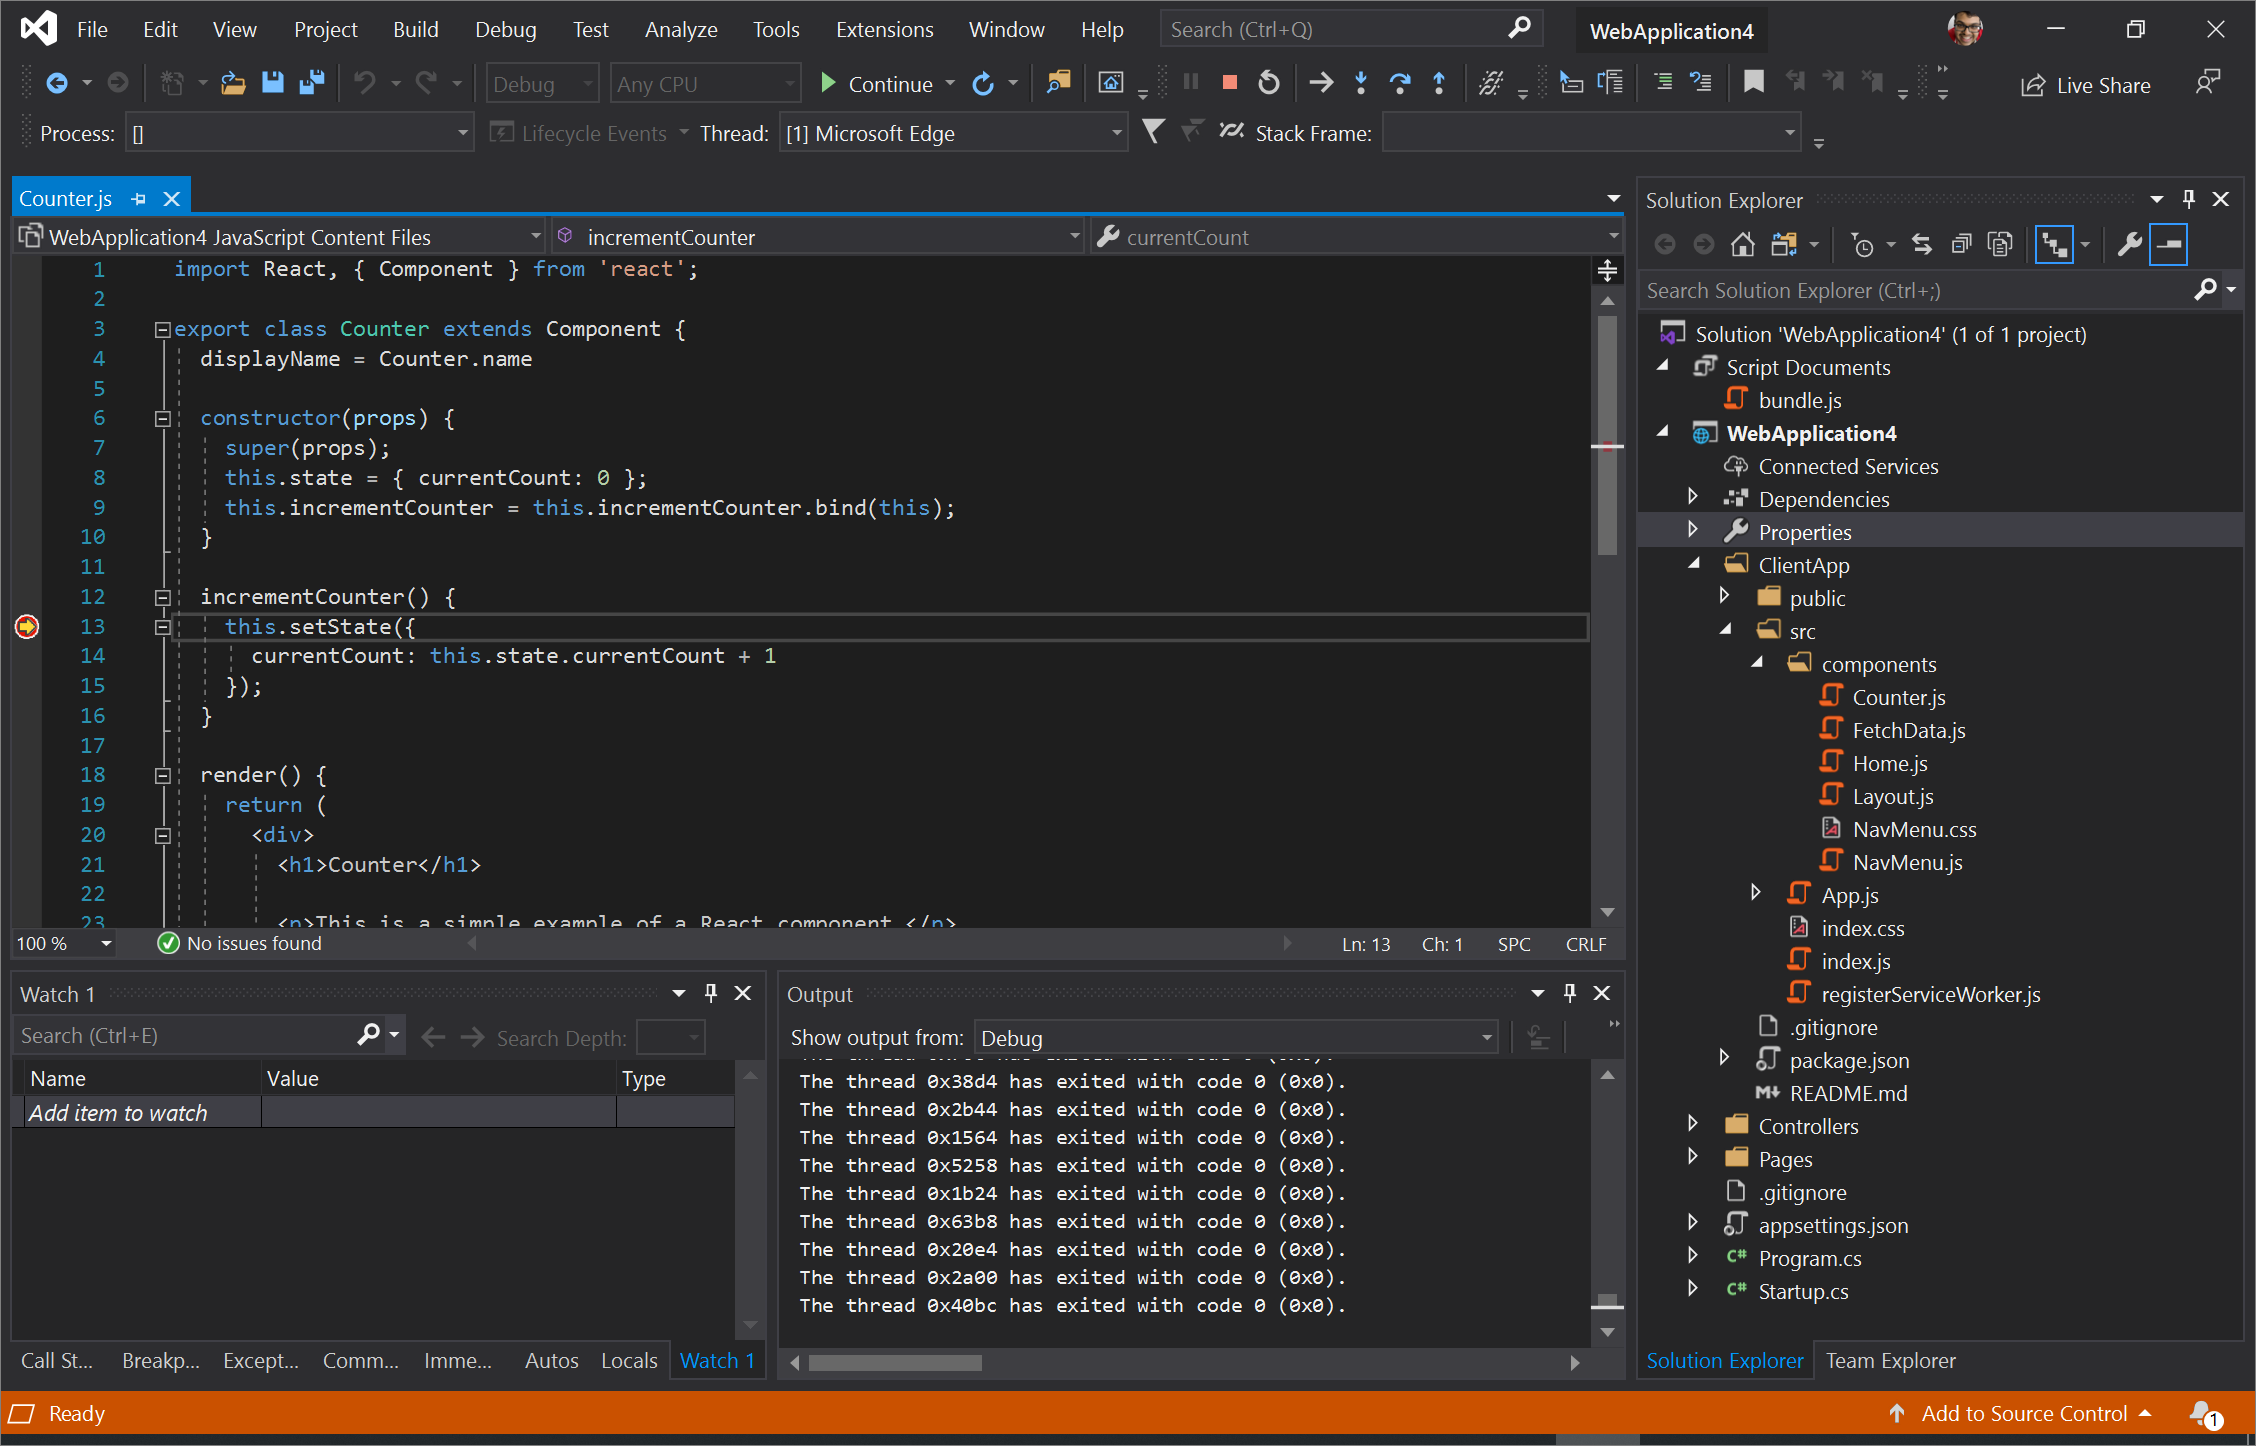 File Edit View Project Build Debug Test Analyze Tools Extensions Window Help Search (Ctrl+Q) WebApplication4
Debug Any CPU Continue Live Share
Process: [] Lifecycle Events Thread: [1] Microsoft Edge Stack Frame:
Counter.js
WebApplication4 JavaScript Content Files incrementCounter currentCount
1 import React, { Component } from 'react';
2
3 export class Counter extends Component {
4 displayName = Counter.name
5
6 constructor(props) {
7 super(props);
8 this.state = { currentCount: 0 };
9 this.incrementCounter = this.incrementCounter.bind(this);
10 }
11
12 incrementCounter() {
13 this.setState({
14 currentCount: this.state.currentCount + 1
15 });
16 }
17
18 render() {
19 return (
20 <div>
21 <h1>Counter</h1>
22
23 <p>This is a simple example of a React component.</p>
100 % No issues found Ln: 13 Ch: 1 SPC CRLF
Watch 1
Search (Ctrl+E) Search Depth:
Name Value Type
Add item to watch
Call St... Breakp... Except... Comm... Imme... Autos Locals Watch 1
Output
Show output from: Debug
The thread 0x38d4 has exited with code 0 (0x0).
The thread 0x2b44 has exited with code 0 (0x0).
The thread 0x1564 has exited with code 0 (0x0).
The thread 0x5258 has exited with code 0 (0x0).
The thread 0x1b24 has exited with code 0 (0x0).
The thread 0x63b8 has exited with code 0 (0x0).
The thread 0x20e4 has exited with code 0 (0x0).
The thread 0x2a00 has exited with code 0 (0x0).
The thread 0x40bc has exited with code 0 (0x0).
Solution Explorer
Search Solution Explorer (Ctrl+;)
Solution 'WebApplication4' (1 of 1 project)
Script Documents
bundle.js
WebApplication4
Connected Services
Dependencies
Properties
ClientApp
public
src
components
Counter.js
FetchData.js
Home.js
Layout.js
NavMenu.css
NavMenu.js
App.js
index.css
index.js
registerServiceWorker.js
.gitignore
package.json
M README.md
Controllers
Pages
.gitignore
appsettings.json
C# Program.cs
C# Startup.cs
Solution Explorer Team Explorer
Ready Add to Source Control 1